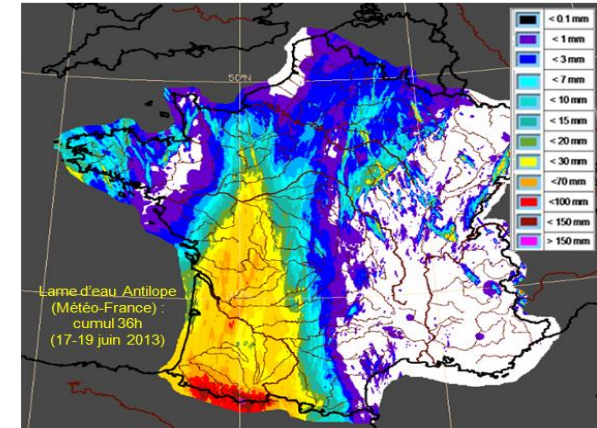 50°N
< 0.1 mm
< 1 mm
< 3 mm
< 7 mm
< 10 mm
< 15 mm
< 20 mm
< 30 mm
<70 mm
<100 mm
< 150 mm
> 150 mm
Lame d'eau Antilope
(Météo-France) :
cumul 36h
(17-19 juin 2013)